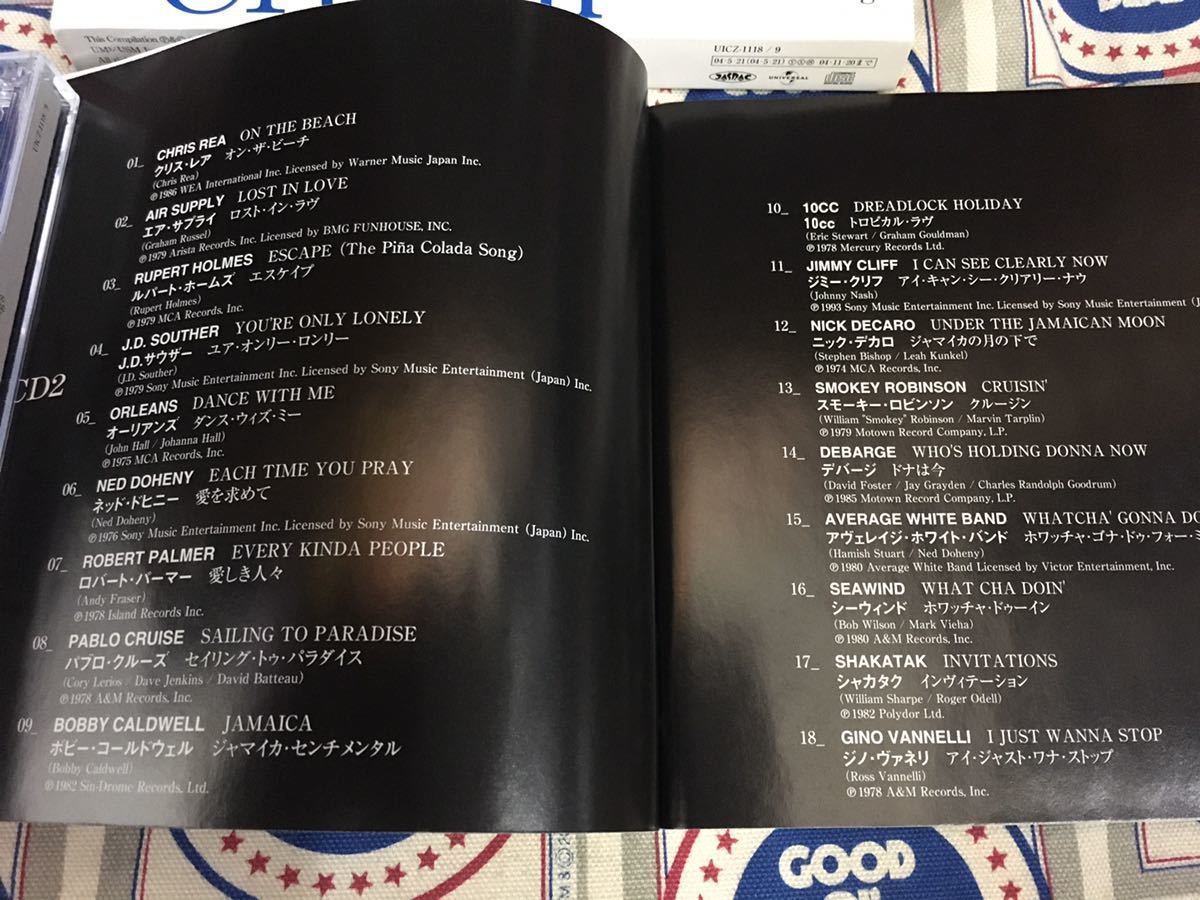 This Compilation
UICZ-1118/9
04·5·21(04·5·21)
04·11·20まで
JASRAC
UNIVERSAL
UICZ-1118/9
CD2
01_ CHRIS REA ON THE BEACH
クリス・レア オン・ザ・ビーチ
(Chris Rea)
℗1986 WEA International Inc. Licensed by Warner Music Japan Inc.
02_ AIR SUPPLY LOST IN LOVE
エア・サプライ ロスト・イン・ラヴ
(Graham Russel)
℗1979 Arista Records, Inc. Licensed by BMG FUNHOUSE, INC.
03_ RUPERT HOLMES ESCAPE (The Piña Colada Song)
ルパート・ホームズ エスケイプ
(Rupert Holmes)
℗1979 MCA Records, Inc.
04_ J.D. SOUTHER YOU'RE ONLY LONELY
J.D.サウザー ユア・オンリー・ロンリー
(J.D. Souther)
℗1979 Sony Music Entertainment Inc. Licensed by Sony Music Entertainment (Japan) Inc.
05_ ORLEANS DANCE WITH ME
オーリアンズ ダンス・ウィズ・ミー
(John Hall / Johanna Hall)
℗1975 MCA Records, Inc.
06_ NED DOHENY EACH TIME YOU PRAY
ネッド・ドヒニー 愛を求めて
(Ned Doheny)
℗1976 Sony Music Entertainment Inc. Licensed by Sony Music Entertainment (Japan) Inc.
07_ ROBERT PALMER EVERY KINDA PEOPLE
ロバート・パーマー 愛しき人々
(Andy Fraser)
℗1978 Island Records Inc.
08_ PABLO CRUISE SAILING TO PARADISE
パブロ・クルーズ セイリング・トゥ・パラダイス
(Cory Lerios / Dave Jenkins / David Batteau)
℗1978 A&M Records, Inc.
09_ BOBBY CALDWELL JAMAICA
ボビー・コールドウェル ジャマイカ・センチメンタル
(Bobby Caldwell)
℗1982 Sin-Drome Records, Ltd.
10_ 10CC DREADLOCK HOLIDAY
10cc トロピカル・ラヴ
(Eric Stewart / Graham Gouldman)
℗1978 Mercury Records Ltd.
11_ JIMMY CLIFF I CAN SEE CLEARLY NOW
ジミー・クリフ アイ・キャン・シー・クリアリー・ナウ
(Johnny Nash)
℗1993 Sony Music Entertainment Inc. Licensed by Sony Music Entertainment (J
12_ NICK DECARO UNDER THE JAMAICAN MOON
ニック・デカロ ジャマイカの月の下で
(Stephen Bishop / Leah Kunkel)
℗1974 MCA Records, Inc.
13_ SMOKEY ROBINSON CRUISIN'
スモーキー・ロビンソン クルージン
(William "Smokey" Robinson / Marvin Tarplin)
℗1979 Motown Record Company, L.P.
14_ DEBARGE WHO'S HOLDING DONNA NOW
デバージ ドナは今
(David Foster / Jay Grayden / Charles Randolph Goodrum)
℗1985 Motown Record Company, L.P.
15_ AVERAGE WHITE BAND WHATCHA' GONNA DO
アヴェレイジ・ホワイト・バンド ホワッチャ・ゴナ・ドゥ・フォー・ミ
(Hamish Stuart / Ned Doheny)
℗1980 Average White Band Licensed by Victor Entertainment, Inc.
16_ SEAWIND WHAT CHA DOIN'
シーウィンド ホワッチャ・ドゥーイン
(Bob Wilson / Mark Vieha)
℗1980 A&M Records, Inc.
17_ SHAKATAK INVITATIONS
シャカタク インヴィテーション
(William Sharpe / Roger Odell)
℗1982 Polydor Ltd.
18_ GINO VANNELLI I JUST WANNA STOP
ジノ・ヴァネリ アイ・ジャスト・ワナ・ストップ
(Ross Vannelli)
℗1978 A&M Records, Inc.
GOOD